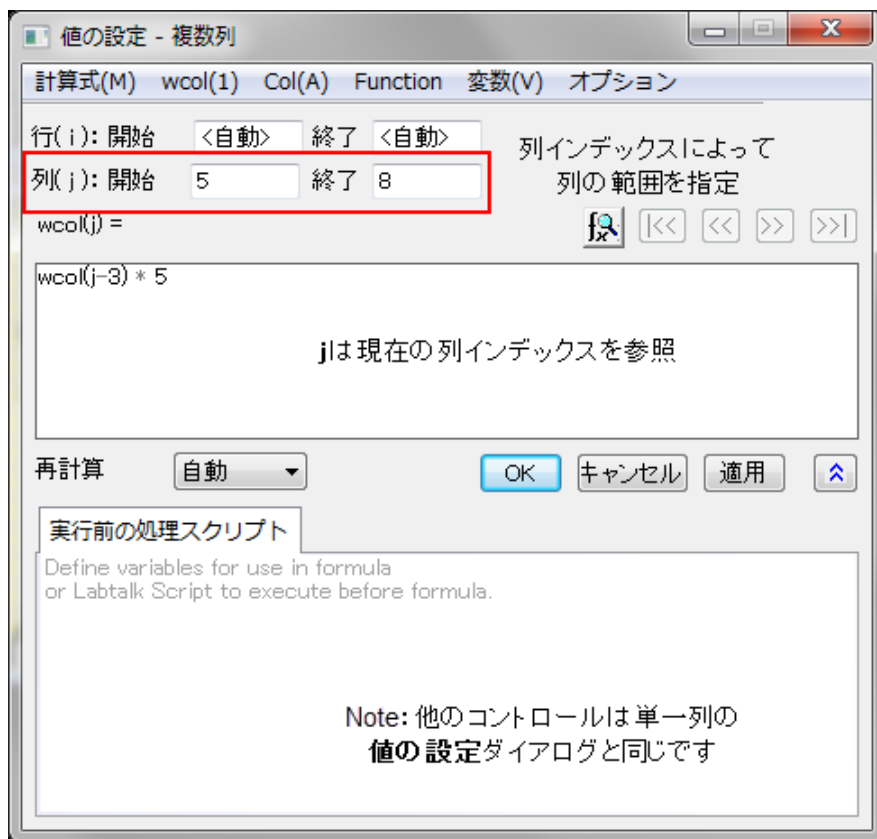 値の設定 - 複数列
計算式(M) wcol(1) Col(A) Function 変数(V) オプション
行(i): 開始 <自動> 終了 <自動>
列(j): 開始 5 終了 8
列インデックスによって
列の範囲を指定
wcol(j) =
|<< << >> >>|
wcol(j-3) * 5
jは現在の列インデックスを参照
再計算 自動 OK キャンセル 適用
実行前の処理スクリプト
Define variables for use in formula
or Labtalk Script to execute before formula.
Note: 他のコントロールは単一列の
値の設定ダイアログと同じです